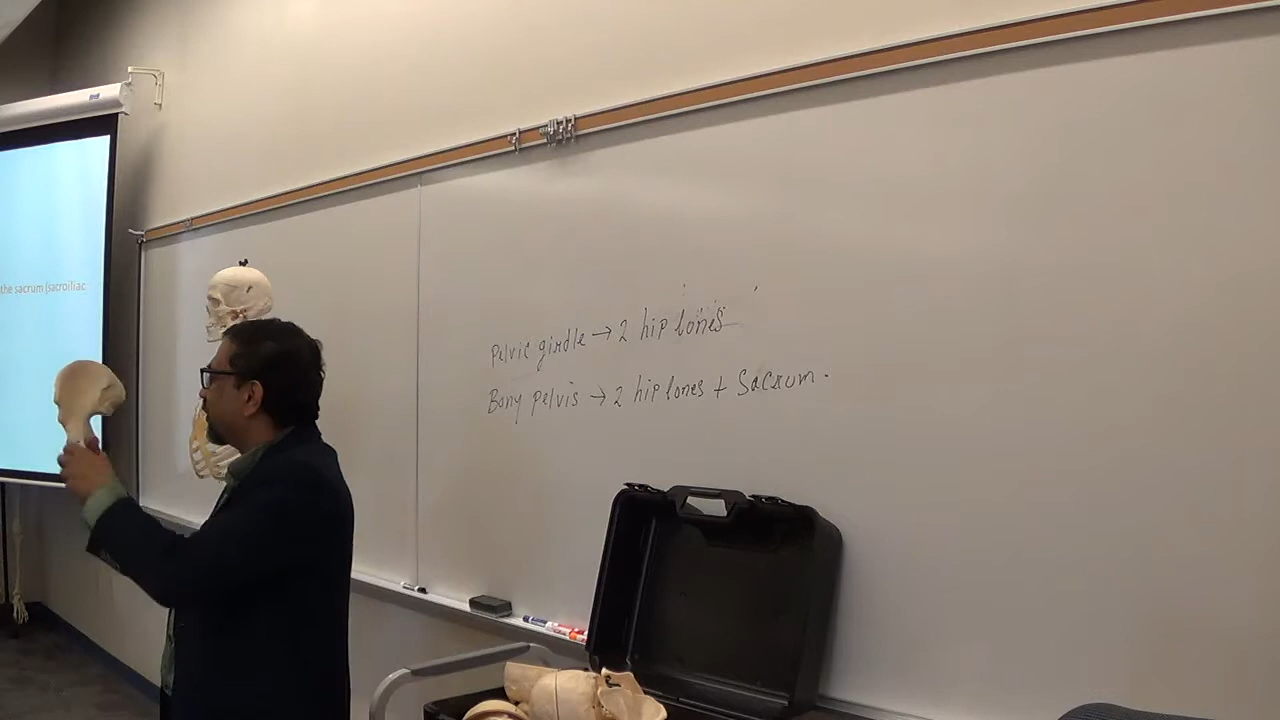 the sacrum (sacroiliac
Pelvic girdle → 2 hip bones
Bony pelvis → 2 hip bones + Sacrum.